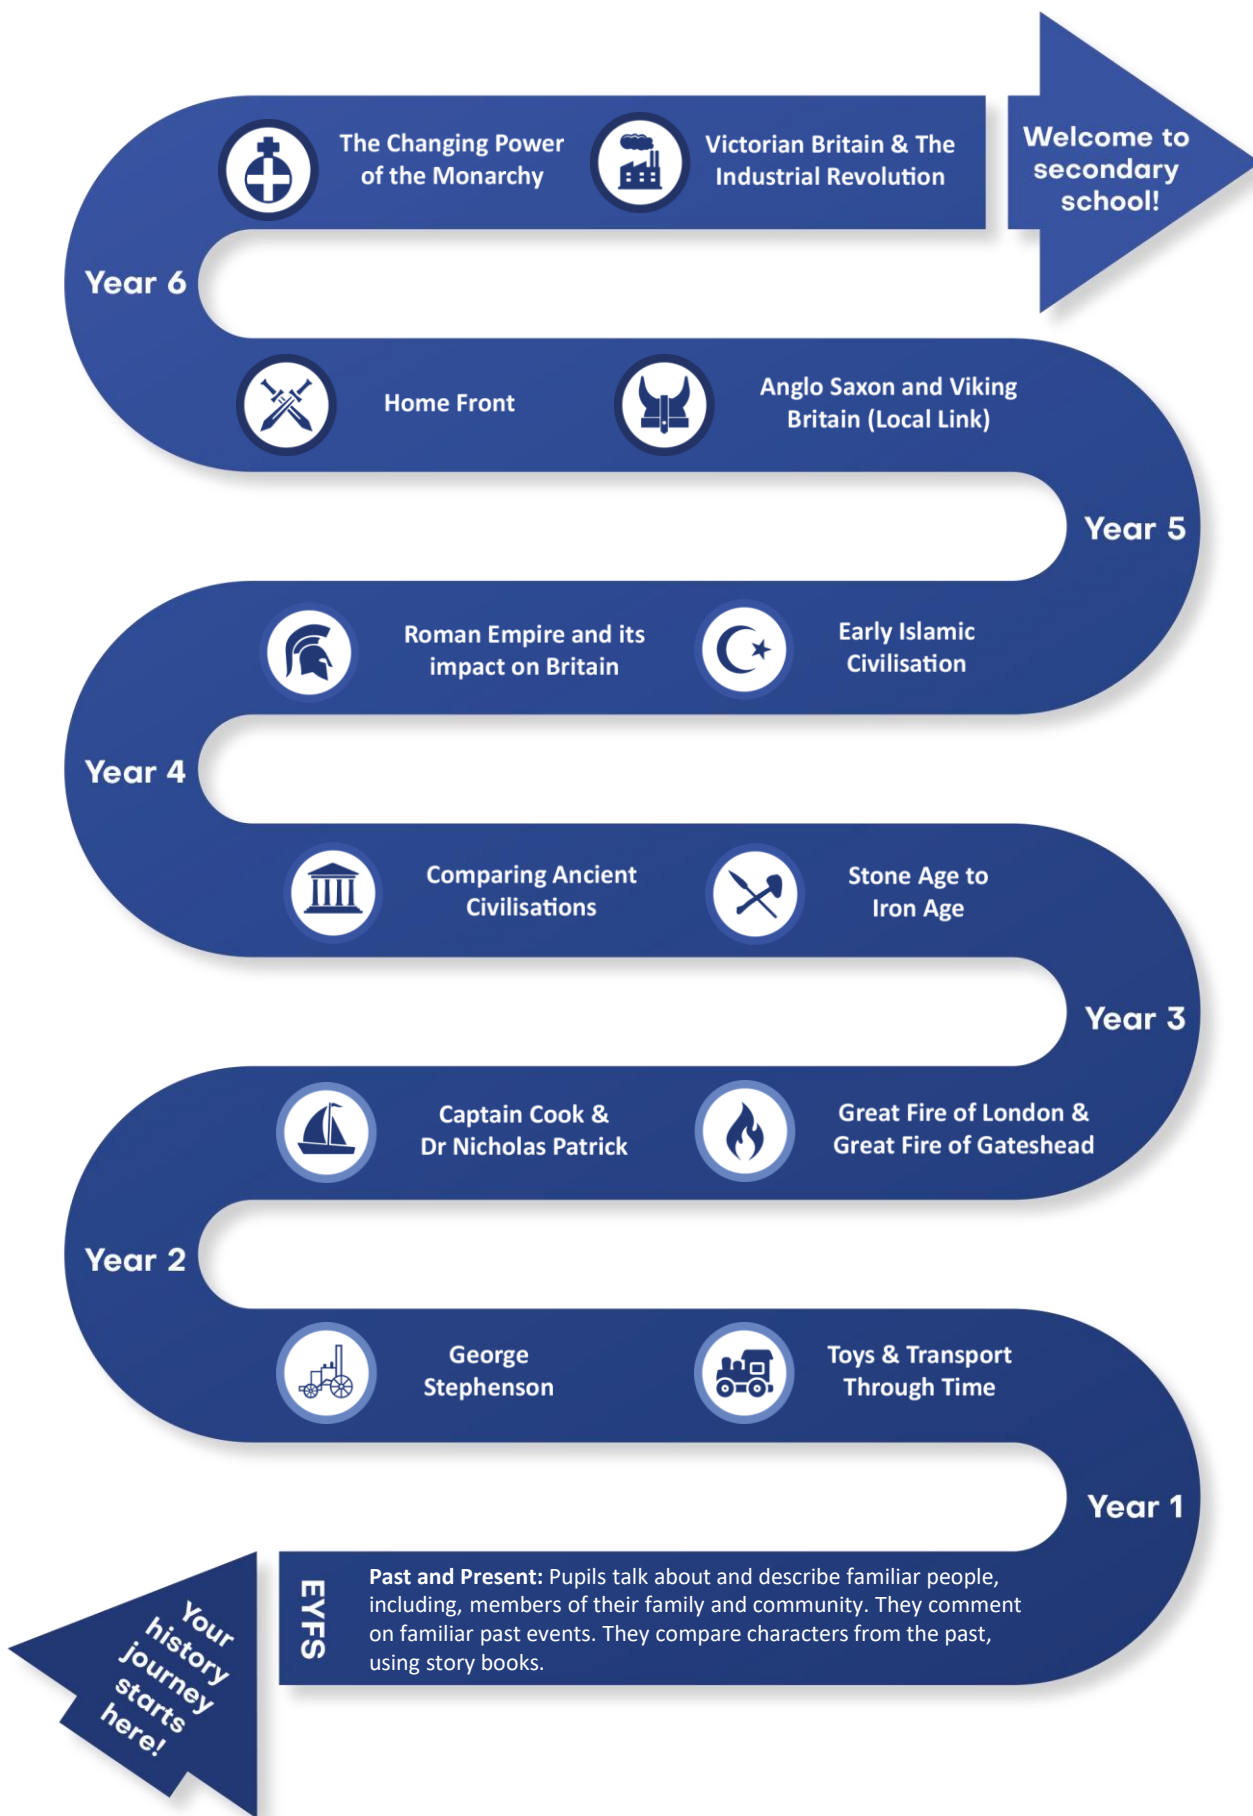 The Changing Power
of the Monarchy
Victorian Britain & The
Industrial Revolution
Welcome to
secondary
school!
Year 6
Home Front
Anglo Saxon and Viking
Britain (Local Link)
Year 5
Roman Empire and its
impact on Britain
Early Islamic
Civilisation
Year 4
Comparing Ancient
Civilisations
Stone Age to
Iron Age
Year 3
Captain Cook &
Dr Nicholas Patrick
Great Fire of London &
Great Fire of Gateshead
Year 2
George
Stephenson
Toys & Transport
Through Time
Year 1
EYFS
Past and Present: Pupils talk about and describe familiar people,
including, members of their family and community. They comment
on familiar past events. They compare characters from the past,
using story books.
Your
history
journey
starts
here!